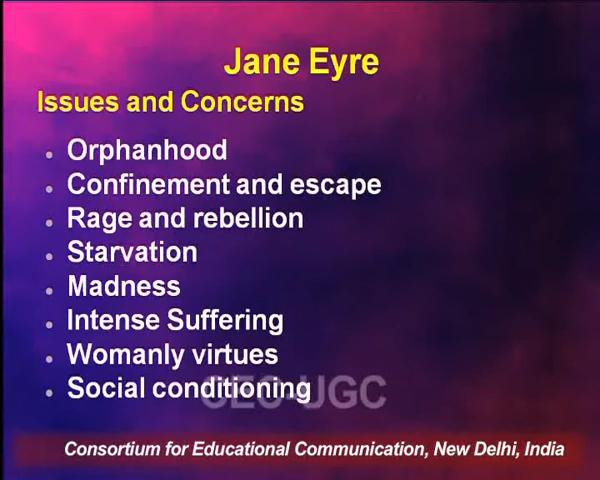 Jane Eyre
Issues and Concerns
• Orphanhood
• Confinement and escape
• Rage and rebellion
• Starvation
• Madness
• Intense Suffering
• Womanly virtues
• Social conditioning
CEC-UGC
Consortium for Educational Communication, New Delhi, India